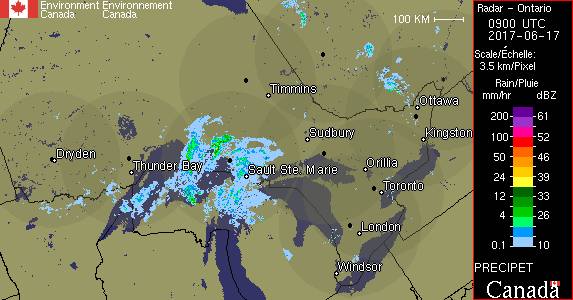 Environment Environnement
Canada Canada
100 KM
Timmins
Ottawa
Sudbury
Kingston
Dryden
Thunder Bay
Sault Ste. Marie
Orillia
Toronto
London
Windsor
Radar - Ontario
0900 UTC
2017-06-17
Scale/Échelle:
3.5 km/Pixel
Rain/Pluie
mm/hr dBZ
200 61
100 52
50 46
24 39
12 33
4 26
2 20
0.1 10
PRECIPET
Canada